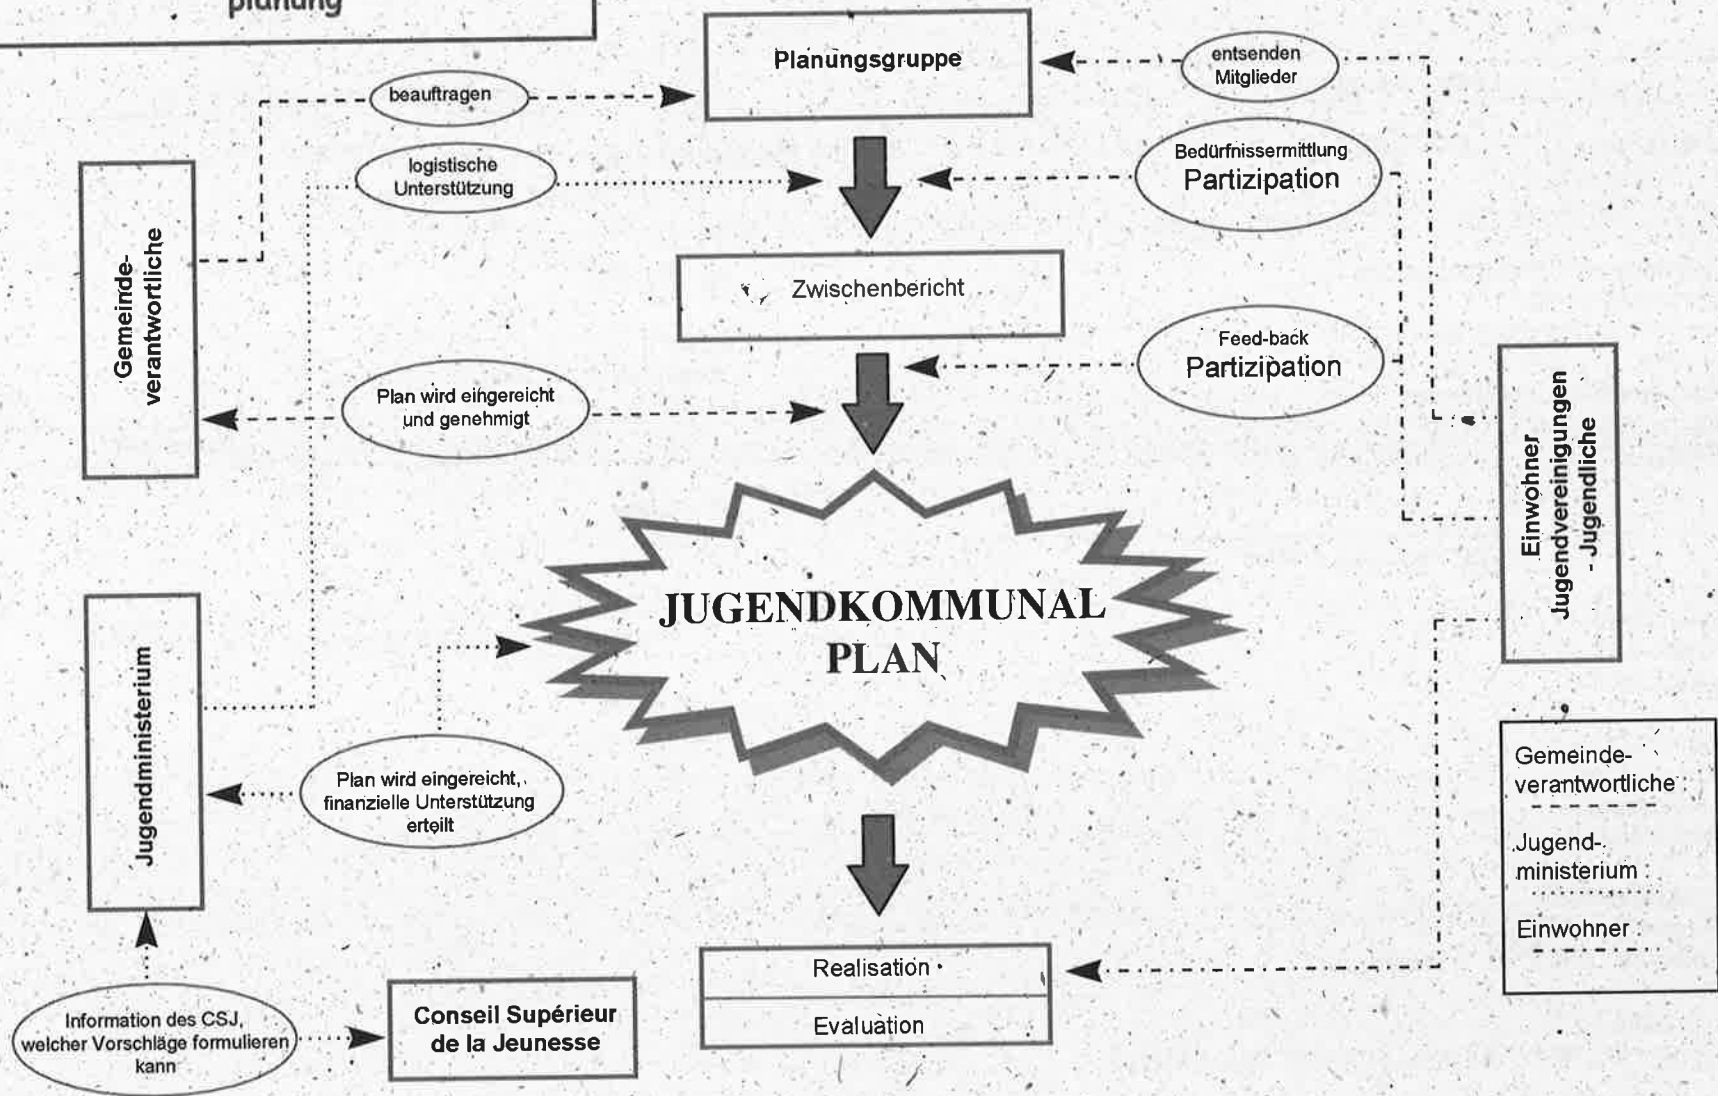 planung
Planungsgruppe
entsenden
Mitglieder
beauftragen
logistische
Unterstützung
Bedürfnissermittlung
Partizipation
Gemeinde-
verantwortliche
Zwischenbericht
Feed-back
Partizipation
Plan wird eingereicht
und genehmigt
Einwohner
Jugendvereinigungen
- Jugendliche
JUGENDKOMMUNAL
PLAN
Jugendministerium
Plan wird eingereicht,
finanzielle Unterstützung
erteilt
Gemeinde-
verantwortliche :
Jugend-
ministerium :
Einwohner :
Realisation
Evaluation
Information des CSJ,
welcher Vorschläge formulieren
kann
Conseil Supérieur
de la Jeunesse